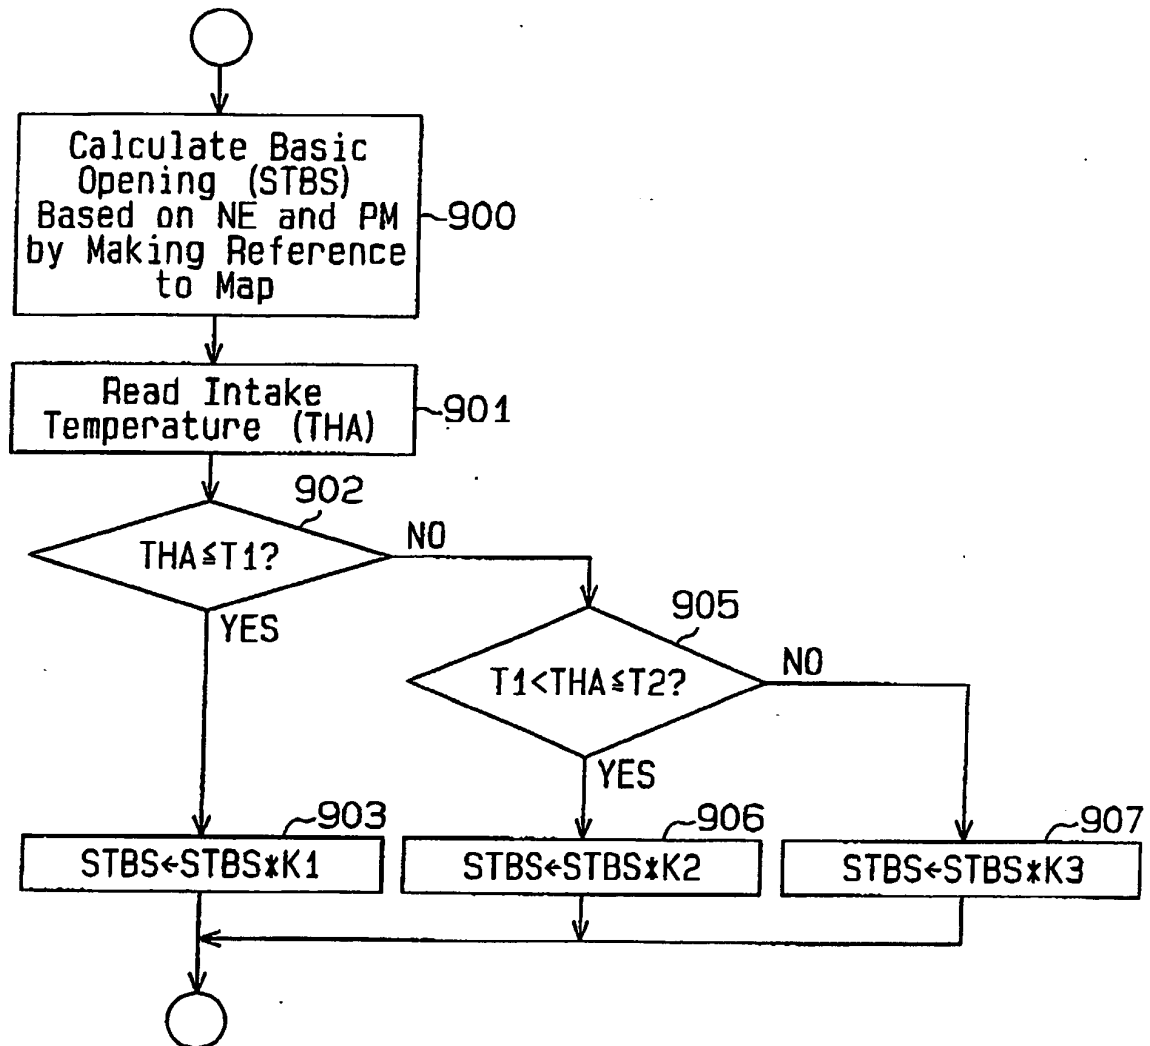 Calculate Basic
Opening (STBS)
Based on NE and PM
by Making Reference
to Map
900
Read Intake
Temperature (THA)
901
902
THA≦T1?
NO
YES
905
T1<THA≦T2?
NO
YES
903
STBS←STBS*K1
906
STBS←STBS*K2
907
STBS←STBS*K3